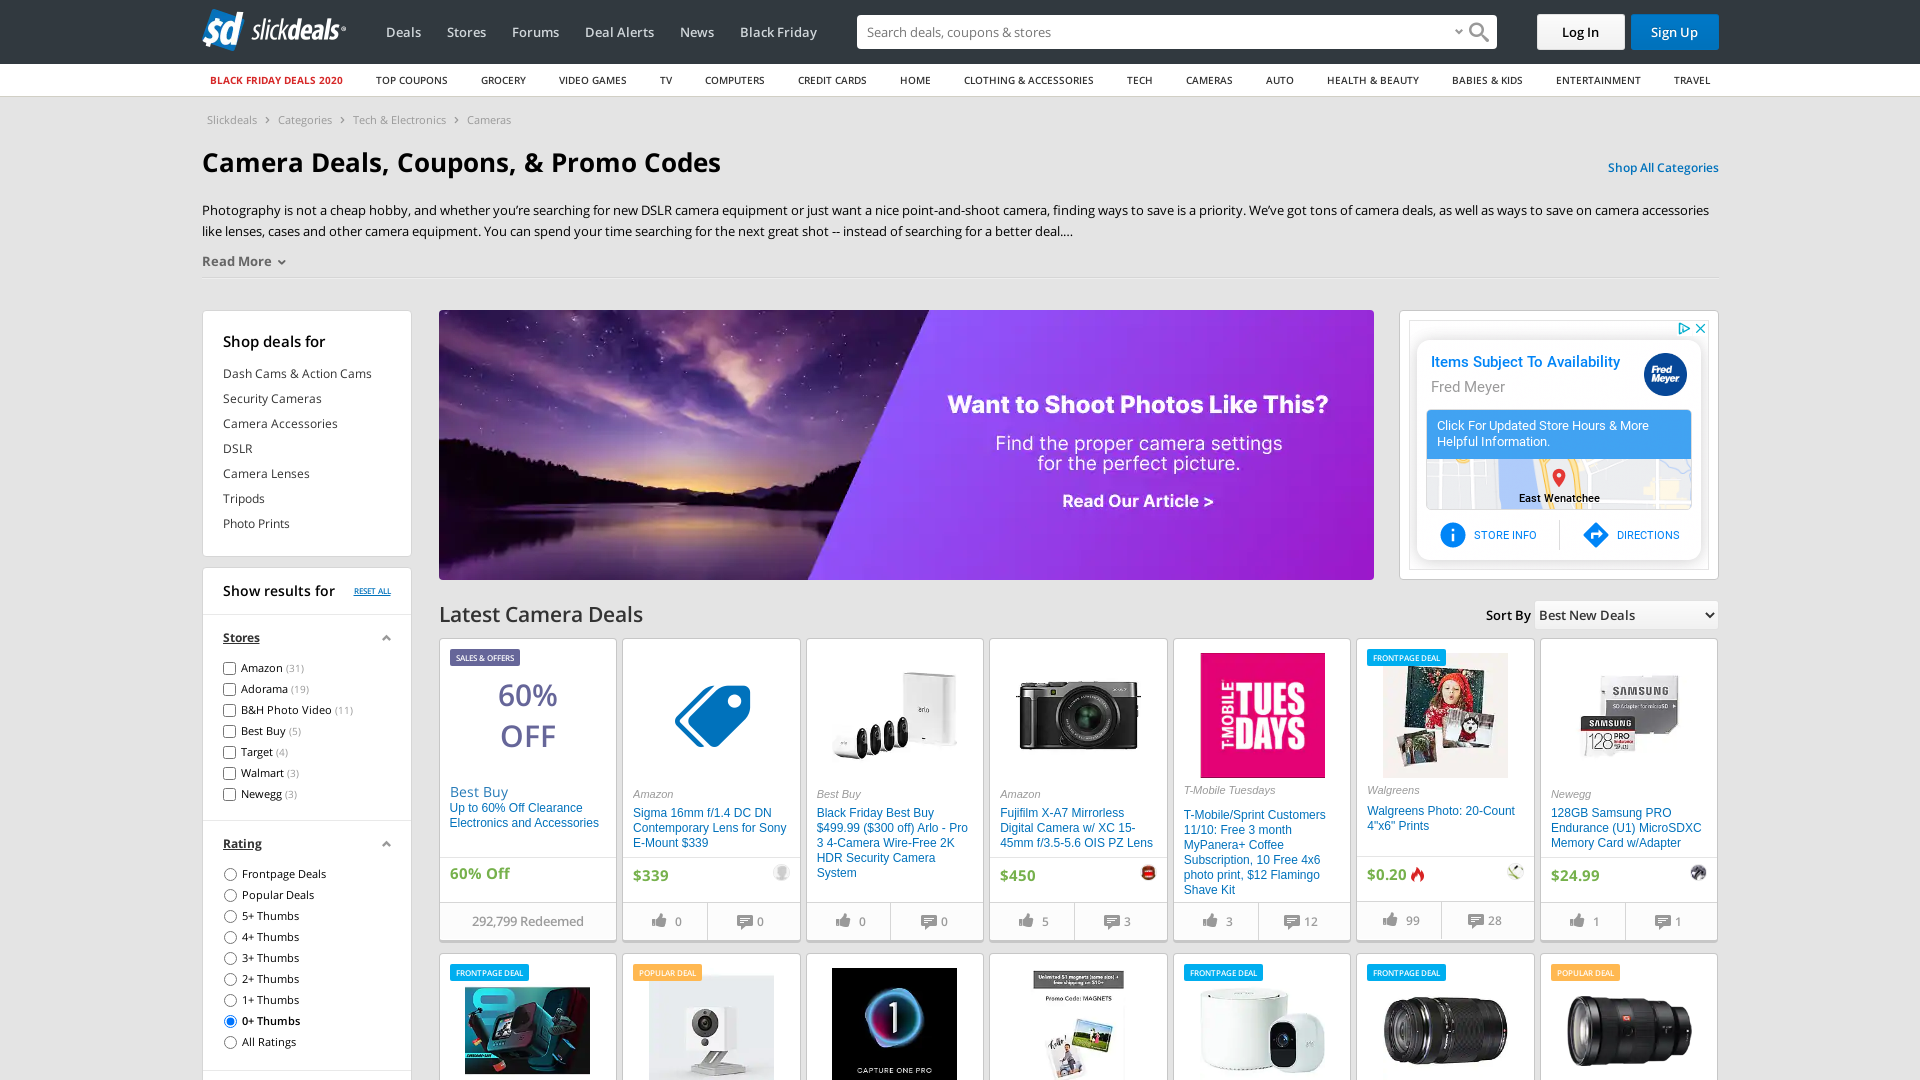 slickdeals
Deals
Stores
Forums
Deal Alerts
News
Black Friday
Search deals, coupons & stores
Log In
Sign Up
BLACK FRIDAY DEALS 2020
TOP COUPONS
GROCERY
VIDEO GAMES
TV
COMPUTERS
CREDIT CARDS
HOME
CLOTHING & ACCESSORIES
TECH
CAMERAS
AUTO
HEALTH & BEAUTY
BABIES & KIDS
ENTERTAINMENT
TRAVEL
Slickdeals > Categories > Tech & Electronics > Cameras
Camera Deals, Coupons, & Promo Codes
Shop All Categories
Photography is not a cheap hobby, and whether you’re searching for new DSLR camera equipment or just want a nice point-and-shoot camera, finding ways to save is a priority. We’ve got tons of camera deals, as well as ways to save on camera accessories
like lenses, cases and other camera equipment. You can spend your time searching for the next great shot -- instead of searching for a better deal....
Read More
Shop deals for
Dash Cams & Action Cams
Security Cameras
Camera Accessories
DSLR
Camera Lenses
Tripods
Photo Prints
Show results for
RESET ALL
Stores
Amazon (31)
Adorama (19)
B&H Photo Video (11)
Best Buy (5)
Target (4)
Walmart (3)
Newegg (3)
Rating
Frontpage Deals
Popular Deals
5+ Thumbs
4+ Thumbs
3+ Thumbs
2+ Thumbs
1+ Thumbs
0+ Thumbs
All Ratings
Want to Shoot Photos Like This?
Find the proper camera settings
for the perfect picture.
Read Our Article >
Items Subject To Availability
Fred Meyer
Fred
Meyer
Click For Updated Store Hours & More
Helpful Information.
East Wenatchee
STORE INFO
DIRECTIONS
Latest Camera Deals
Sort By
Best New Deals
SALES & OFFERS
60%
OFF
Best Buy
Up to 60% Off Clearance
Electronics and Accessories
60% Off
292,799 Redeemed
Amazon
Sigma 16mm f/1.4 DC DN
Contemporary Lens for Sony
E-Mount $339
$339
0
0
arlo
Best Buy
Black Friday Best Buy
$499.99 ($300 off) Arlo - Pro
3 4-Camera Wire-Free 2K
HDR Security Camera
System
0
0
Amazon
Fujifilm X-A7 Mirrorless
Digital Camera w/ XC 15-
45mm f/3.5-5.6 OIS PZ Lens
$450
5
3
T-MOBILE
TUES
DAYS
T-Mobile Tuesdays
T-Mobile/Sprint Customers
11/10: Free 3 month
MyPanera+ Coffee
Subscription, 10 Free 4x6
photo print, $12 Flamingo
Shave Kit
3
12
FRONTPAGE DEAL
Walgreens
Walgreens Photo: 20-Count
4"x6" Prints
$0.20
99
28
SAMSUNG
SD Adapter for microSD
SAMSUNG
128 PRO
Endurance
Newegg
128GB Samsung PRO
Endurance (U1) MicroSDXC
Memory Card w/Adapter
$24.99
1
1
FRONTPAGE DEAL
POPULAR DEAL
1
CAPTURE ONE PRO
Unlimited $1 magnets (same size) +
free shipping on $10+
Promo Code: MAGNETS
Hello!
FRONTPAGE DEAL
FRONTPAGE DEAL
POPULAR DEAL